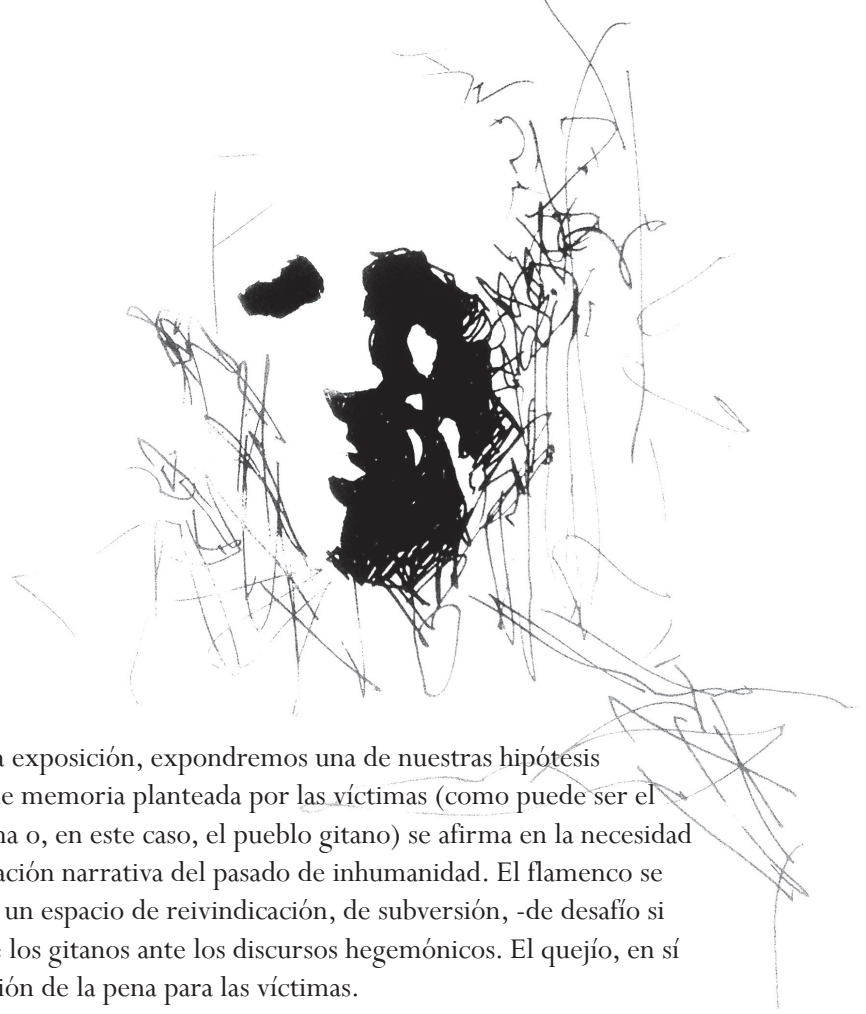 a exposición, expondremos una de nuestras hipótesis
e memoria planteada por las víctimas (como puede ser el
na o, en este caso, el pueblo gitano) se afirma en la necesidad
ación narrativa del pasado de inhumanidad. El flamenco se
un espacio de reivindicación, de subversión, -de desafío si
e los gitanos ante los discursos hegemónicos. El quejío, en sí
ión de la pena para las víctimas.